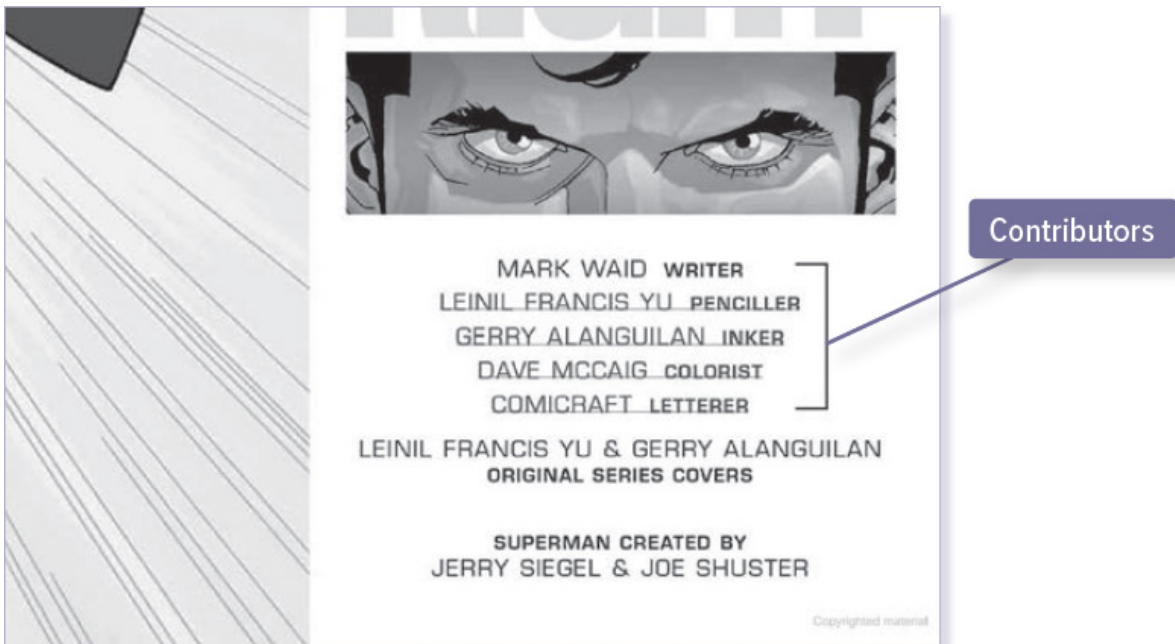 MARK WAID WRITER
LEINIL FRANCIS YU PENCILLER
GERRY ALANGUILAN INKER
DAVE MCCAIG COLORIST
COMICRAFT LETTERER
Contributors
LEINIL FRANCIS YU & GERRY ALANGUILAN
ORIGINAL SERIES COVERS
SUPERMAN CREATED BY
JERRY SIEGEL & JOE SHUSTER
Copyrighted material